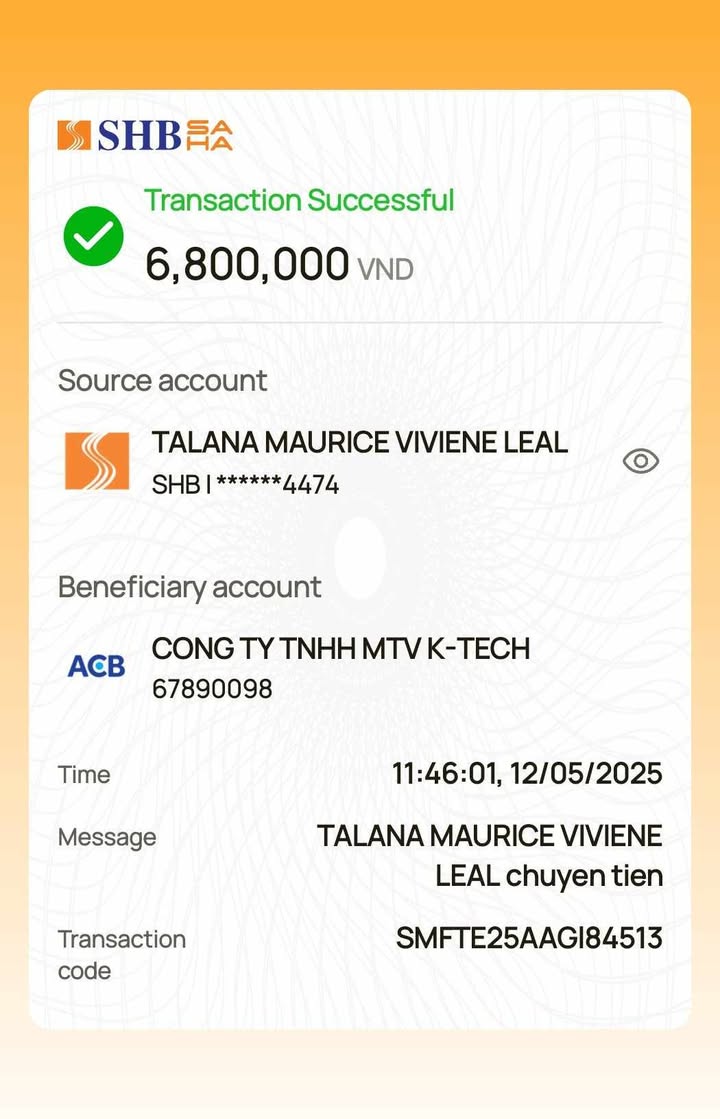 SHB SAHA
Transaction Successful
6,800,000 VND
Source account
TALANA MAURICE VIVIENE LEAL
SHB | ******4474
Beneficiary account
ACB
CONG TY TNHH MTV K-TECH
67890098
Time
11:46:01, 12/05/2025
Message
TALANA MAURICE VIVIENE
LEAL chuyen tien
Transaction
code
SMFTE25AAGI84513